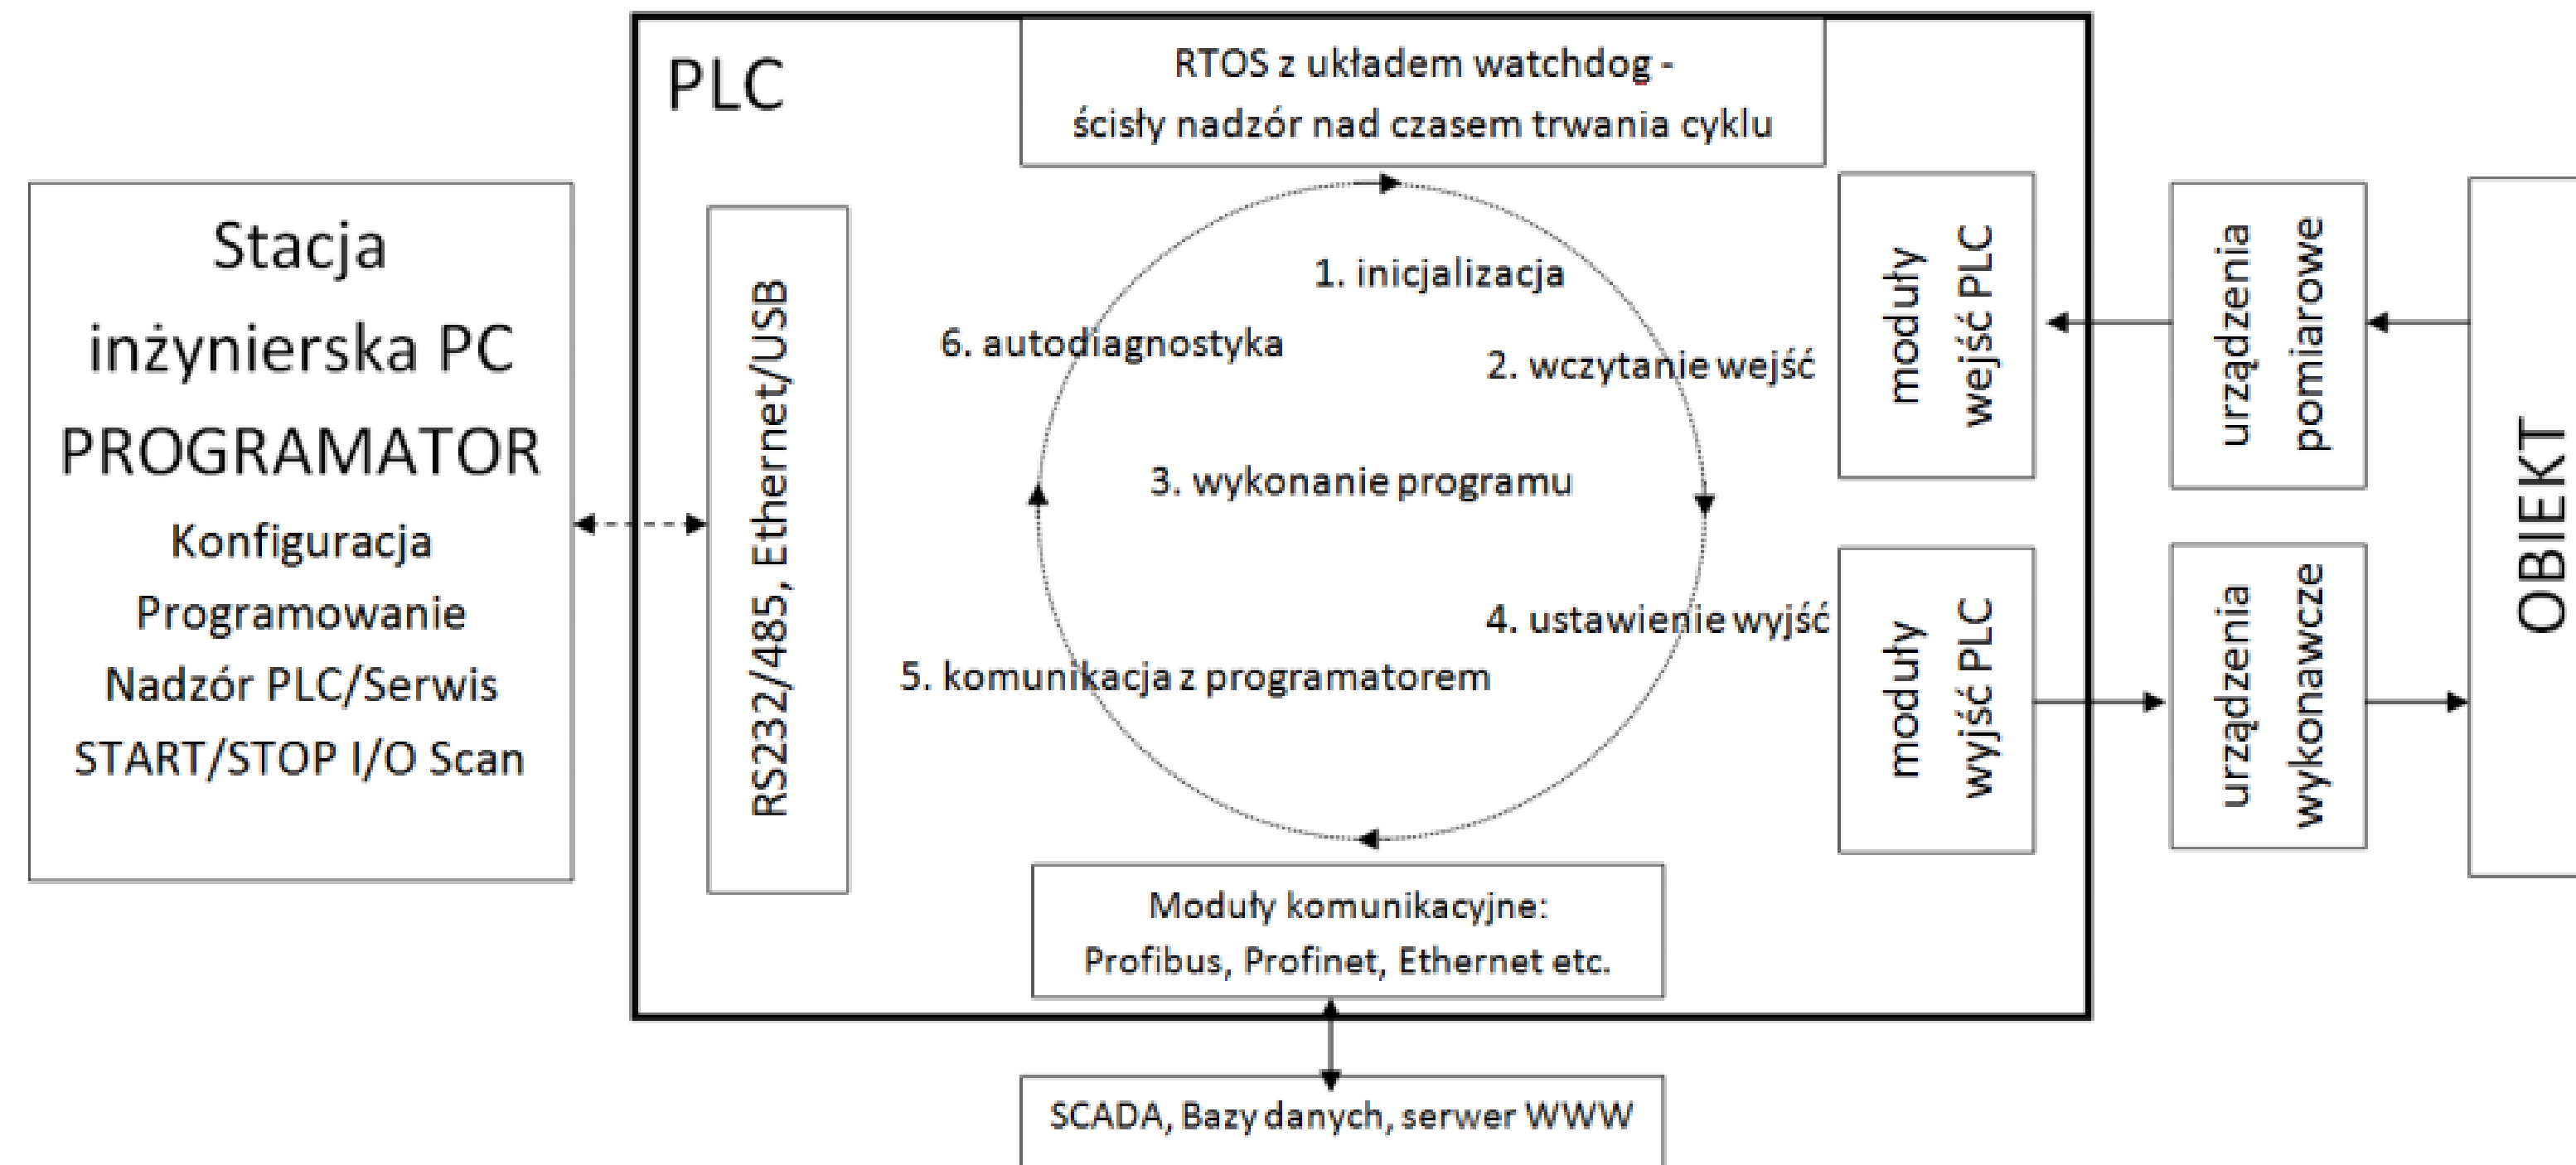 PLC
RTOS z układem watchdog -
ścisły nadzór nad czasem trwania cyklu
Stacja
inżynierska PC
PROGRAMATOR
Konfiguracja
Programowanie
Nadzór PLC/Serwis
START/STOP I/O Scan
RS232/485, Ethernet/USB
1. inicjalizacja
2. wczytanie wejść
3. wykonanie programu
4. ustawienie wyjść
5. komunikacja z programatorem
6. autodiagnostyka
moduły
wejść PLC
urządzenia
pomiarowe
moduły
wyjść PLC
urządzenia
wykonawcze
OBIEKT
Moduły komunikacyjne:
Profibus, Profinet, Ethernet etc.
SCADA, Bazy danych, serwer WWW